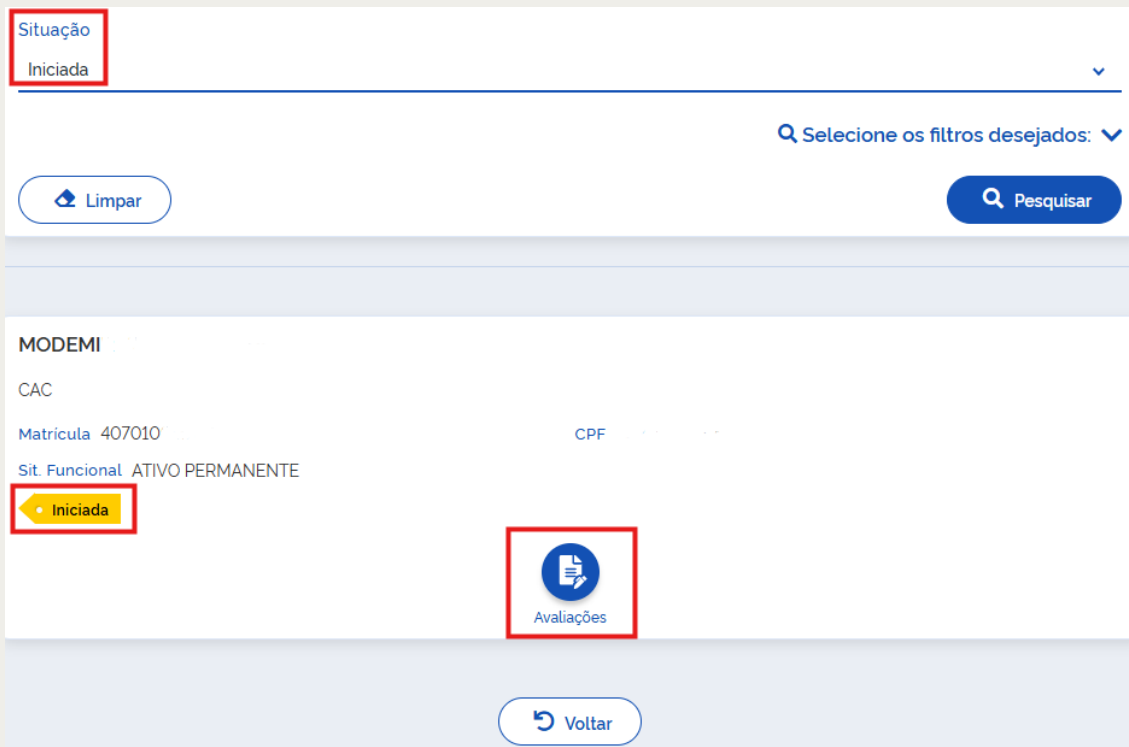 Situação
Iniciada
Selecione os filtros desejados:
Limpar
Pesquisar
MODEMI
CAC
Matrícula 407010
CPF
Sit. Funcional ATIVO PERMANENTE
Iniciada
Avaliações
Voltar